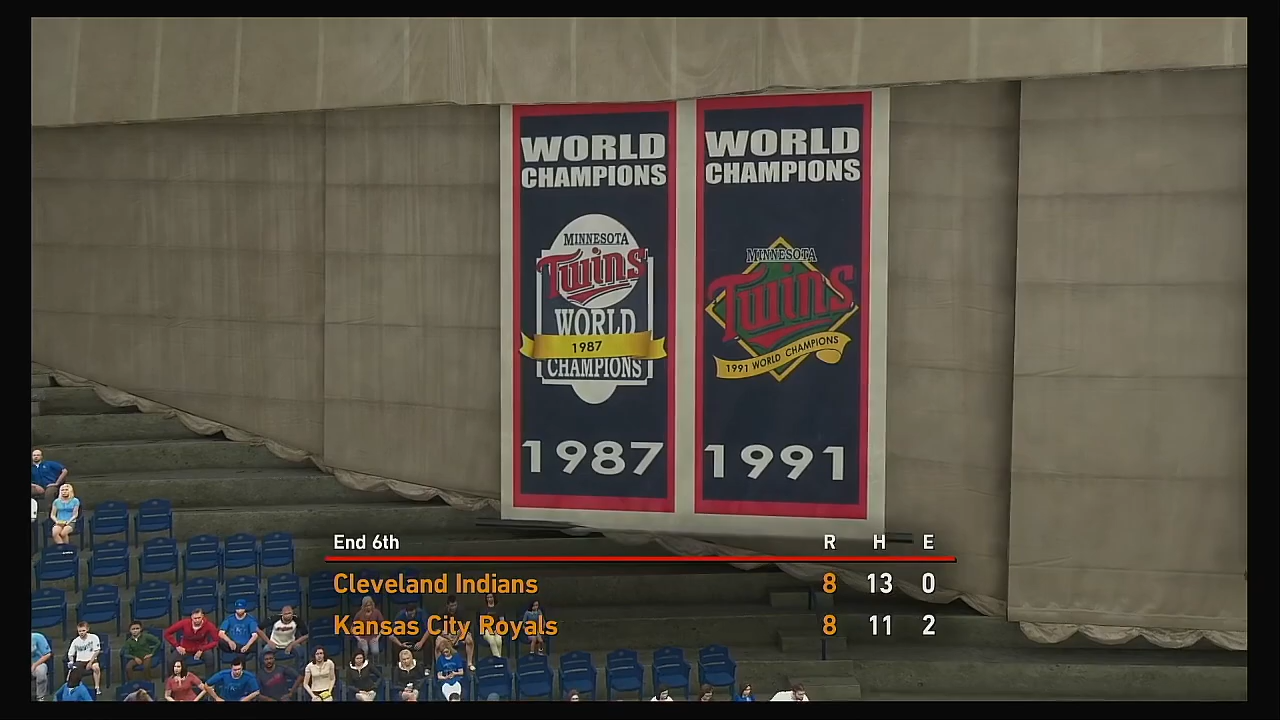 WORLD
CHAMPIONS
MINNESOTA
Twins
WORLD
1987
CHAMPIONS
1987
WORLD
CHAMPIONS
MINNESOTA
Twins
1991 WORLD CHAMPIONS
1991
End 6th R H E
Cleveland Indians 8 13 0
Kansas City Royals 8 11 2